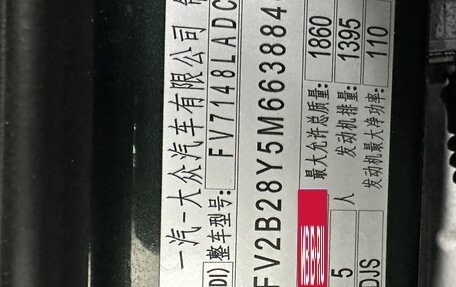 一汽-大众汽车有限公司
DI) 整车型号: FV7148LADC
FV2B28Y5M663884
最大允许总质量: 1860
5 人 发动机排量: 1395
DJS 发动机最大净功率: 110